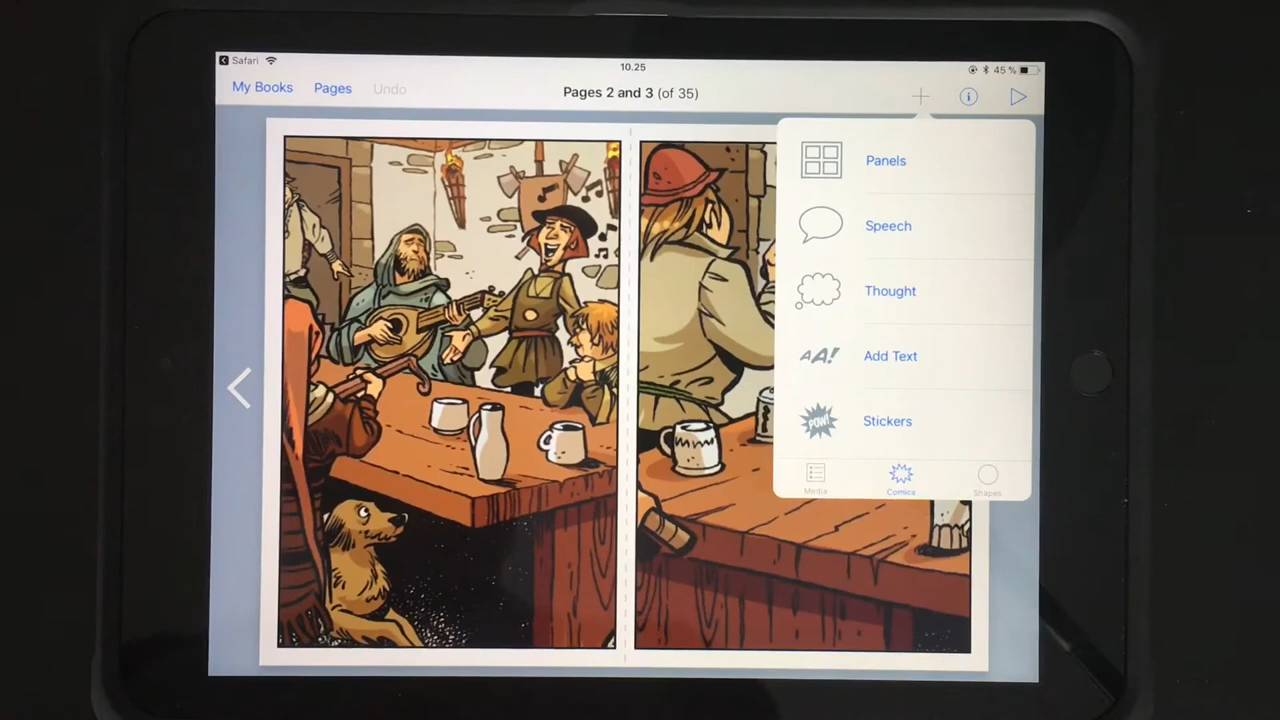 Safari
10.25
45 %
My Books
Pages
Undo
Pages 2 and 3 (of 35)
Panels
Speech
Thought
AAA! Add Text
POW! Stickers
Media
Comics
Shapes